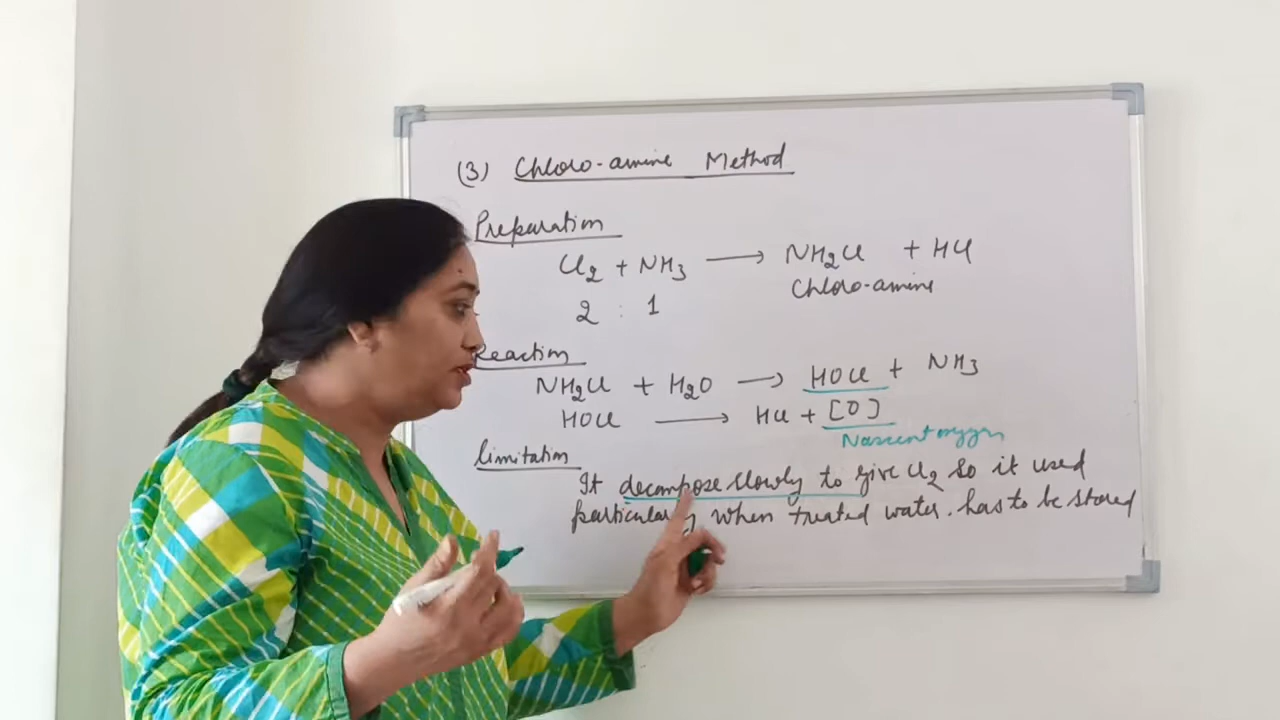 (3) Chloro-amine Method
Preparation
Cl2 + NH3 ⟶ NH2Cl + HCl
Chloro-amine
2 : 1
Reaction
NH2Cl + H2O ⟶ HOCl + NH3
HOCl ⟶ HCl + [O]
Nascent oxygen
limitation
It decompose slowly to give Cl2 So it used
particularly when treated water. has to be stored